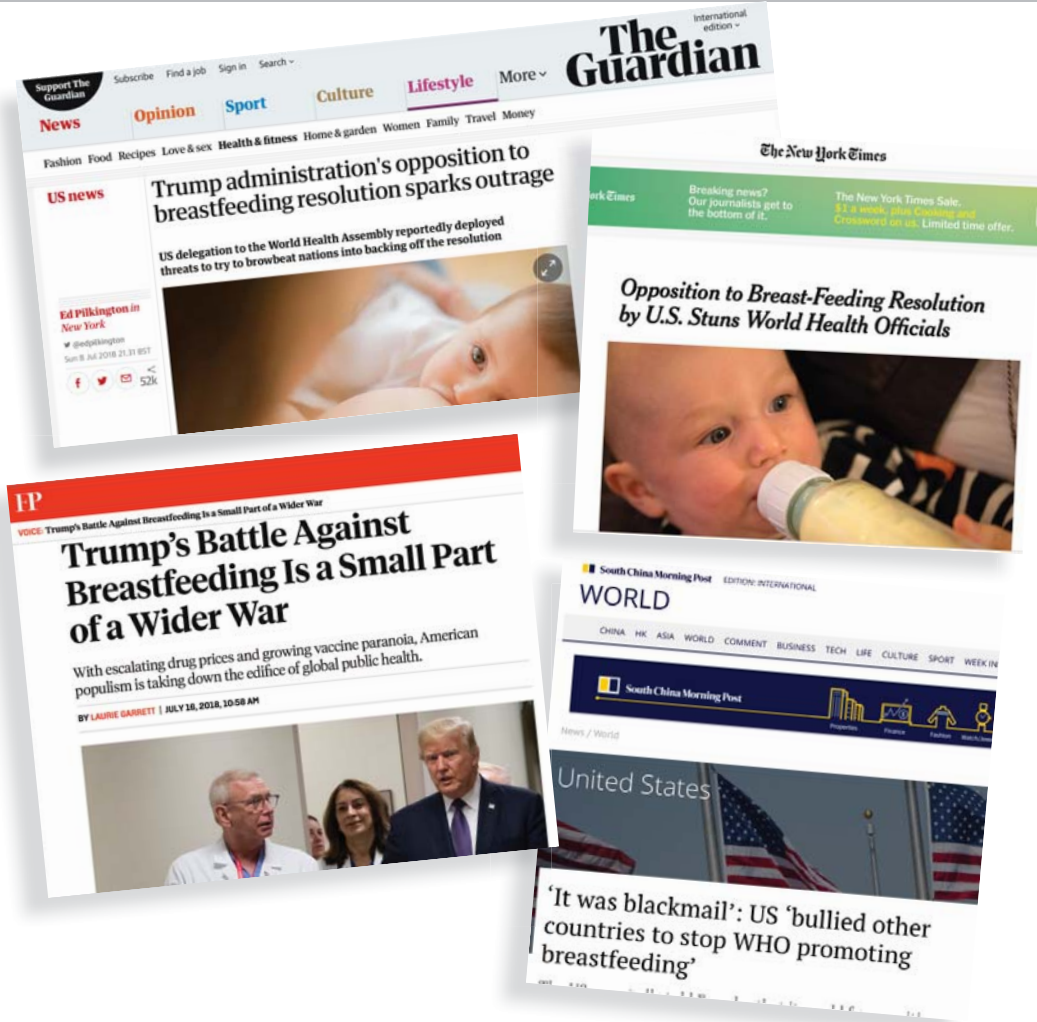 Support The
Guardian
Subscribe Find a job Sign in Search
International
edition
The
Guardian
News Opinion Sport Culture Lifestyle More
Fashion Food Recipes Love & sex Health & fitness Home & garden Women Family Travel Money
US news
Trump administration's opposition to
breastfeeding resolution sparks outrage
US delegation to the World Health Assembly reportedly deployed
threats to try to browbeat nations into backing off the resolution
Ed Pilkington in
New York
@edpilkington
Sun 8 Jul 2018 21.31 BST
52k
The New York Times
ork Times
Breaking news?
Our journalists get to
the bottom of it.
The New York Times Sale.
$1 a week, plus Cooking and
Crossword on us. Limited time offer.
Opposition to Breast-Feeding Resolution
by U.S. Stuns World Health Officials
FP
VOICE: Trump's Battle Against Breastfeeding Is a Small Part of a Wider War
Trump's Battle Against
Breastfeeding Is a Small Part
of a Wider War
With escalating drug prices and growing vaccine paranoia, American
populism is taking down the edifice of global public health.
BY LAURIE GARRETT | JULY 18, 2018, 10:58 AM
South China Morning Post EDITION: INTERNATIONAL
WORLD
CHINA HK ASIA WORLD COMMENT BUSINESS TECH LIFE CULTURE SPORT WEEK IN
South China Morning Post
Properties Finance Fashion
News / World
United States
'It was blackmail': US 'bullied other
countries to stop WHO promoting
breastfeeding'